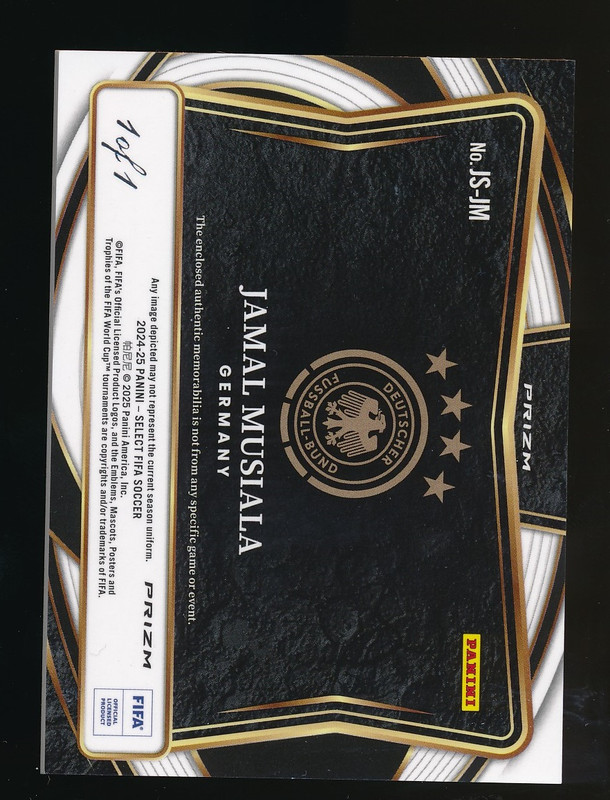 No. JS-JM
PRIZM
PANINI
DEUTSCHER
FUSSBALL-BUND
JAMAL MUSIALA
GERMANY
The enclosed authentic memorabilia is not from any specific game or event.
1 of 1
Any image depicted may not represent the current season uniform.
2024-25 PANINI – SELECT FIFA SOCCER
帕尼尼 © 2025 Panini America, Inc.
©FIFA, FIFA's Official Licensed Product Logos, and the Emblems, Mascots, Posters and
Trophies of the FIFA World Cup™ tournaments are copyrights and/or trademarks of FIFA.
PRIZM
FIFA®
OFFICIAL
LICENSED
PRODUCT